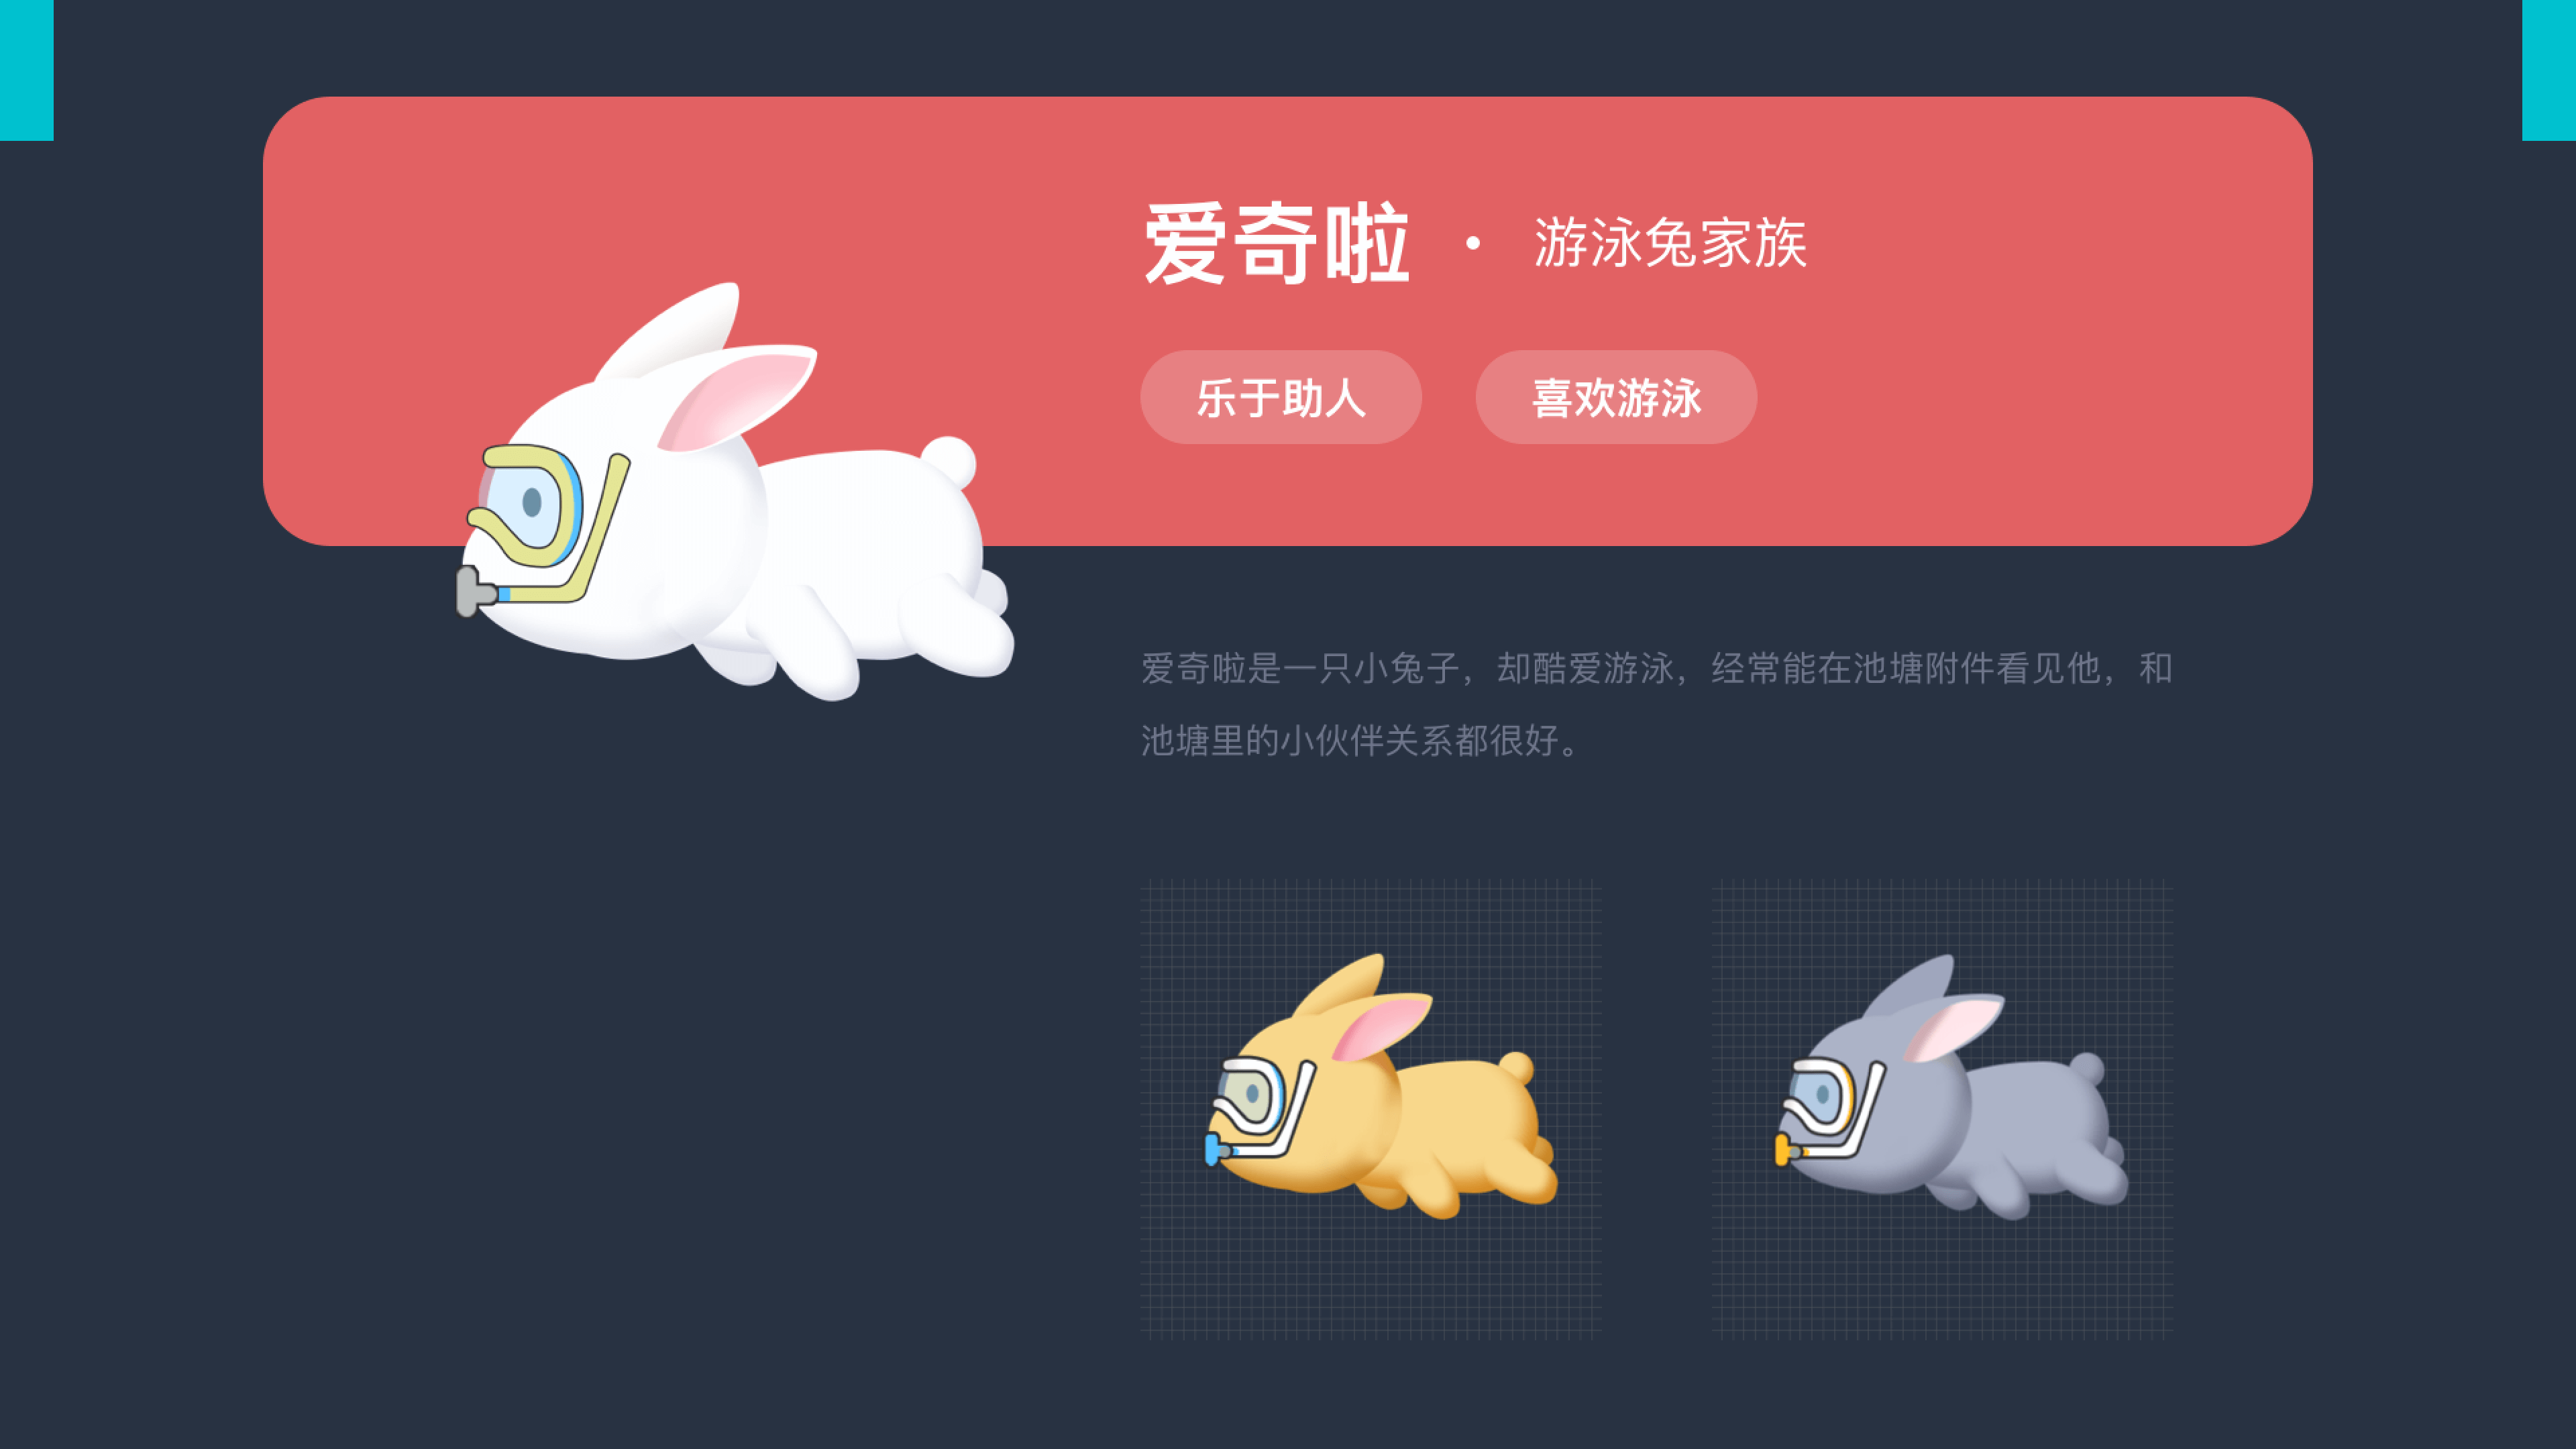 爱奇啦 · 游泳兔家族
乐于助人 喜欢游泳
爱奇啦是一只小兔子，却酷爱游泳，经常能在池塘附件看见他，和
池塘里的小伙伴关系都很好。